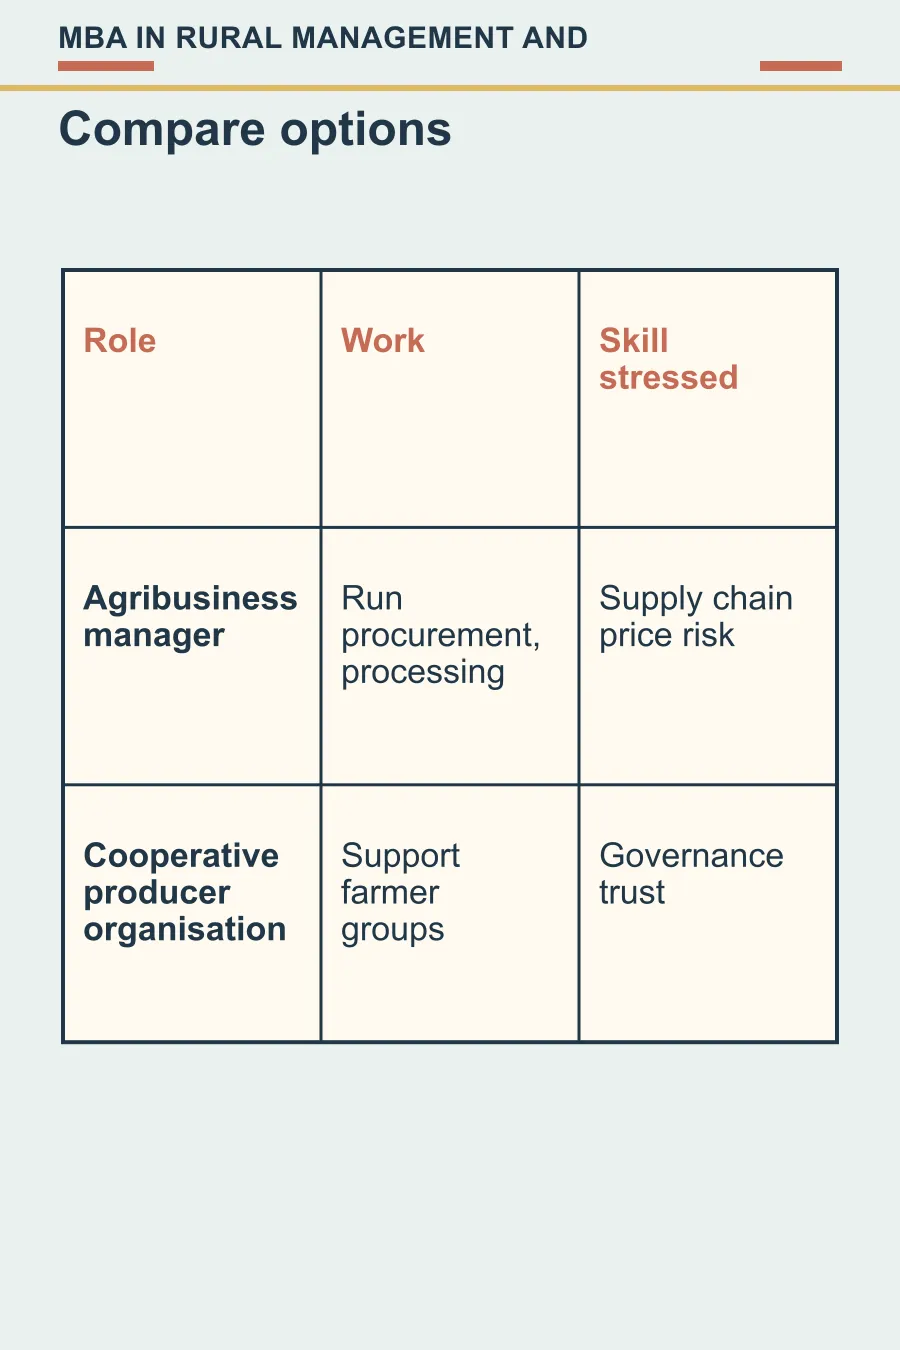 MBA IN RURAL MANAGEMENT AND
Compare options
Role
Work
Skill
stressed
Agribusiness
manager
Run
procurement,
processing
Supply chain
price risk
Cooperative
producer
organisation
Support
farmer
groups
Governance
trust